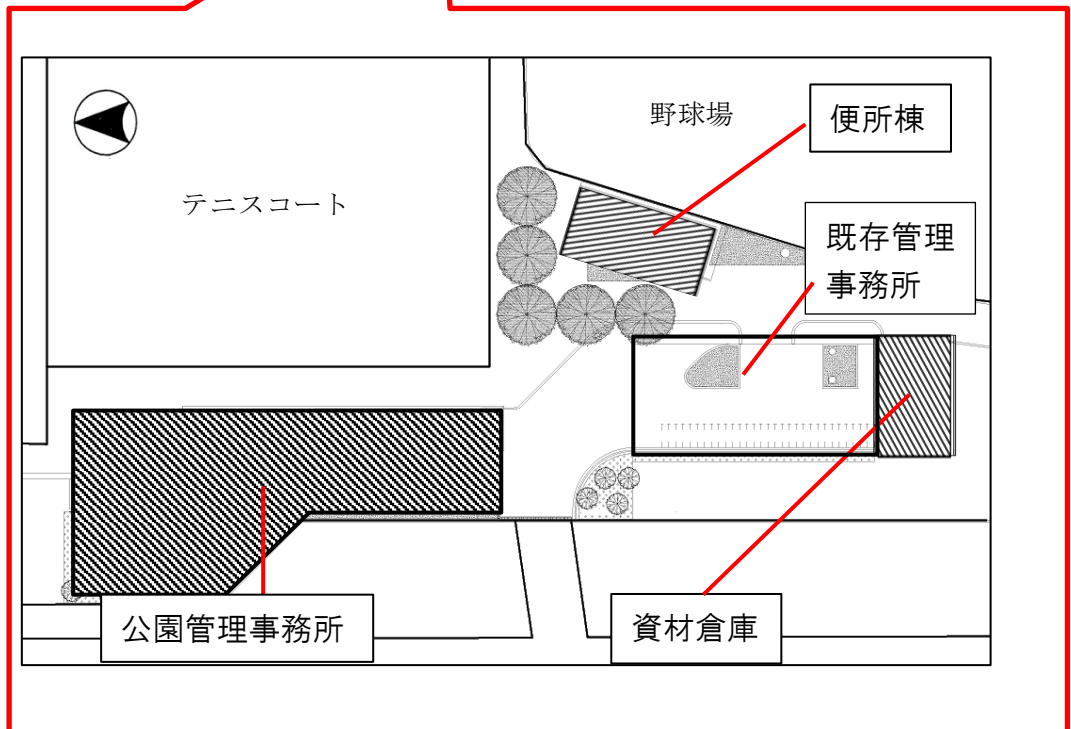 野球場
便所棟
テニスコート
既存管理
事務所
公園管理事務所
資材倉庫